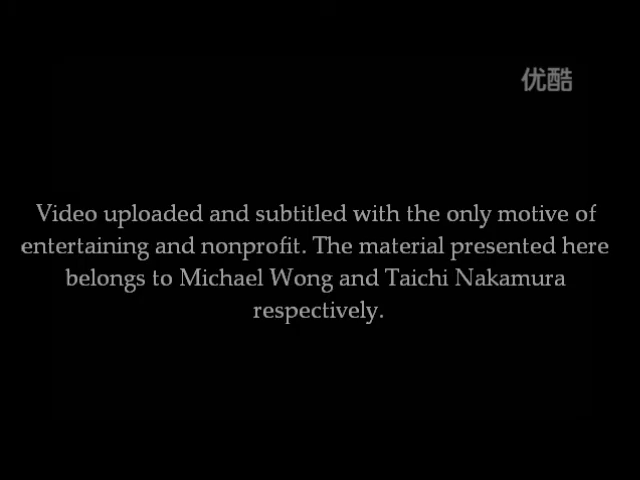 优酷
Video uploaded and subtitled with the only motive of
entertaining and nonprofit. The material presented here
belongs to Michael Wong and Taichi Nakamura
respectively.